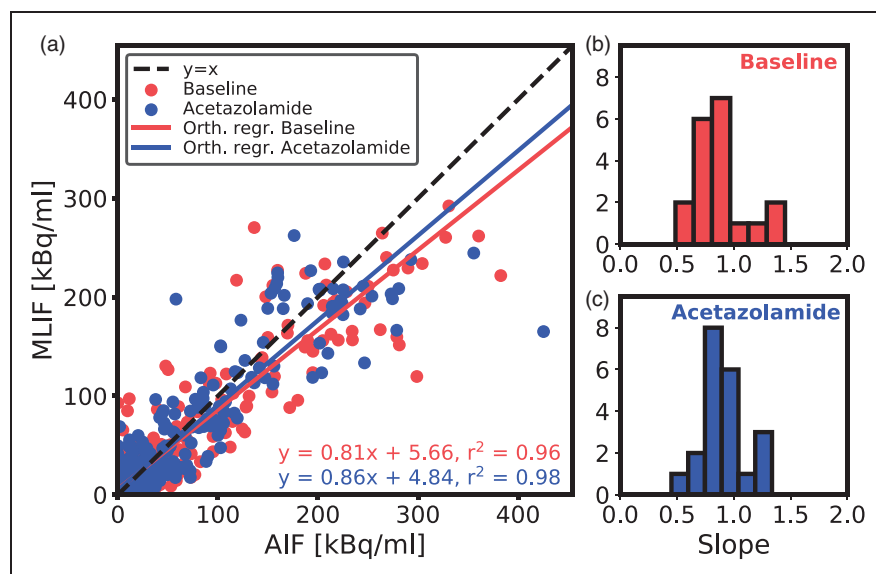 (a)
y=x
Baseline
Acetazolamide
Orth. regr. Baseline
Orth. regr. Acetazolamide
400
300
200
100
0
MLIF [kBq/ml]
y = 0.81x + 5.66, r² = 0.96
y = 0.86x + 4.84, r² = 0.98
0 100 200 300 400
AIF [kBq/ml]
(b)
Baseline
8
6
4
2
0
0.0 0.5 1.0 1.5 2.0
(c)
Acetazolamide
8
6
4
2
0
0.0 0.5 1.0 1.5 2.0
Slope